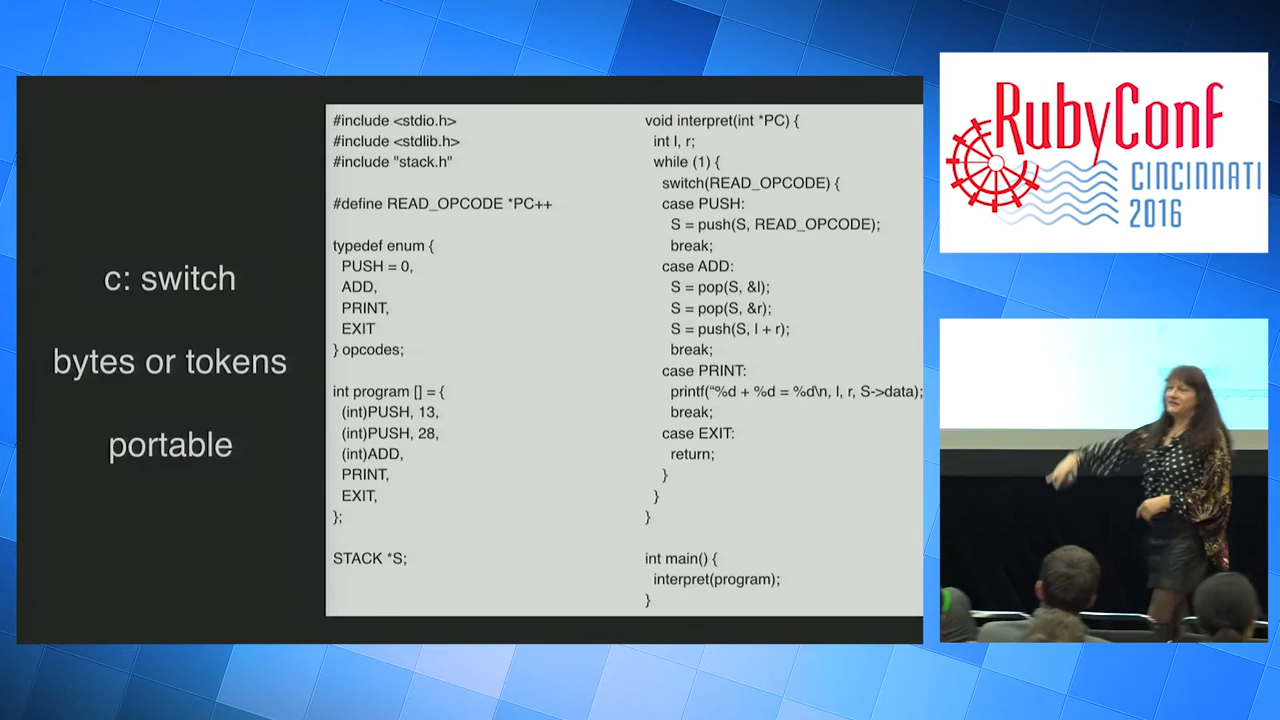 c: switch
bytes or tokens
portable
#include <stdio.h>
#include <stdlib.h>
#include "stack.h"
#define READ_OPCODE *PC++
typedef enum {
PUSH = 0,
ADD,
PRINT,
EXIT
} opcodes;
int program [] = {
(int)PUSH, 13,
(int)PUSH, 28,
(int)ADD,
PRINT,
EXIT,
};
STACK *S;
void interpret(int *PC) {
int l, r;
while (1) {
switch(READ_OPCODE) {
case PUSH:
S = push(S, READ_OPCODE);
break;
case ADD:
S = pop(S, &l);
S = pop(S, &r);
S = push(S, l + r);
break;
case PRINT:
printf(“%d + %d = %d\n, l, r, S->data);
break;
case EXIT:
return;
}
}
}
int main() {
interpret(program);
}
RubyConf
CINCINNATI
2016